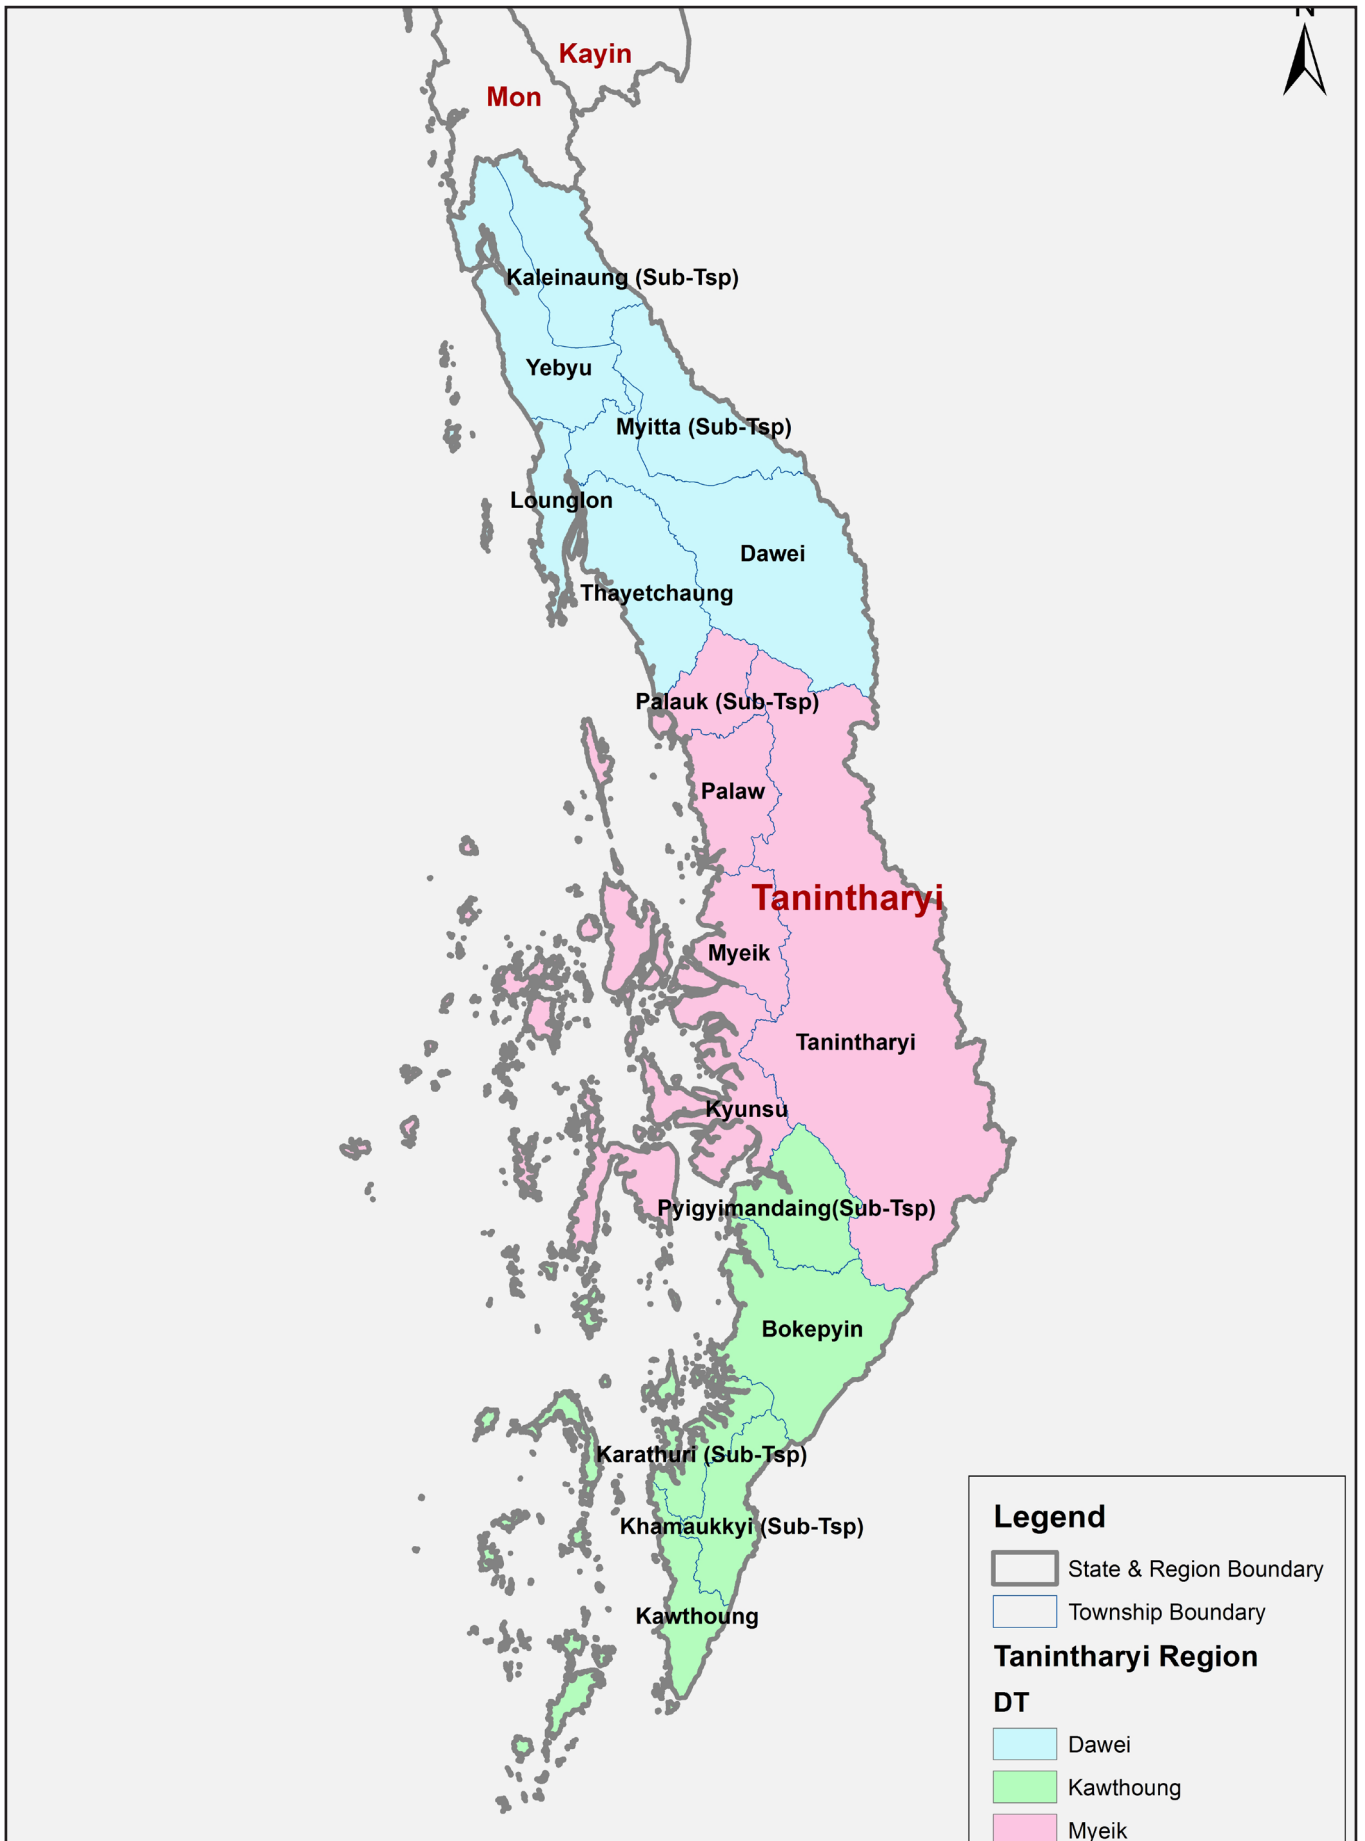 N
Kayin
Mon
Kaleinaung (Sub-Tsp)
Yebyu
Myitta (Sub-Tsp)
Lounglon
Dawei
Thayetchaung
Palauk (Sub-Tsp)
Palaw
Tanintharyi
Myeik
Tanintharyi
Kyunsu
Pyigyimandaing(Sub-Tsp)
Bokepyin
Karathuri (Sub-Tsp)
Khamaukkyi (Sub-Tsp)
Kawthoung
Legend
State & Region Boundary
Township Boundary
Tanintharyi Region
DT
Dawei
Kawthoung
Myeik